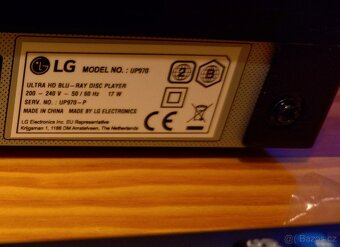 LG MODEL NO. : UP970
ULTRA HD BLU-RAY DISC PLAYER
200 - 240 V ~ 50 / 60 Hz 17 W
SERV. NO. : UP970-P
MADE IN CHINA MADE BY LG ELECTRONICS
2 B
CE
LG Electronics Inc. EU Representative
Krijgsman 1, 1186 DM Amstelveen, The Netherlands
Bazoš.cz